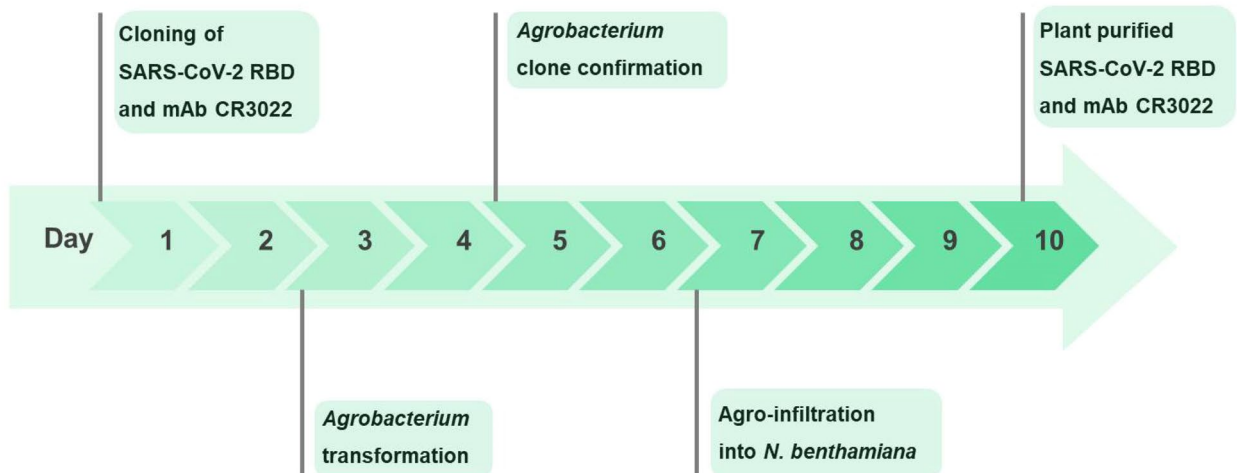 Cloning of
SARS-CoV-2 RBD
and mAb CR3022
Agrobacterium
clone confirmation
Plant purified
SARS-CoV-2 RBD
and mAb CR3022
Day 1 2 3 4 5 6 7 8 9 10
Agrobacterium
transformation
Agro-infiltration
into N. benthamiana